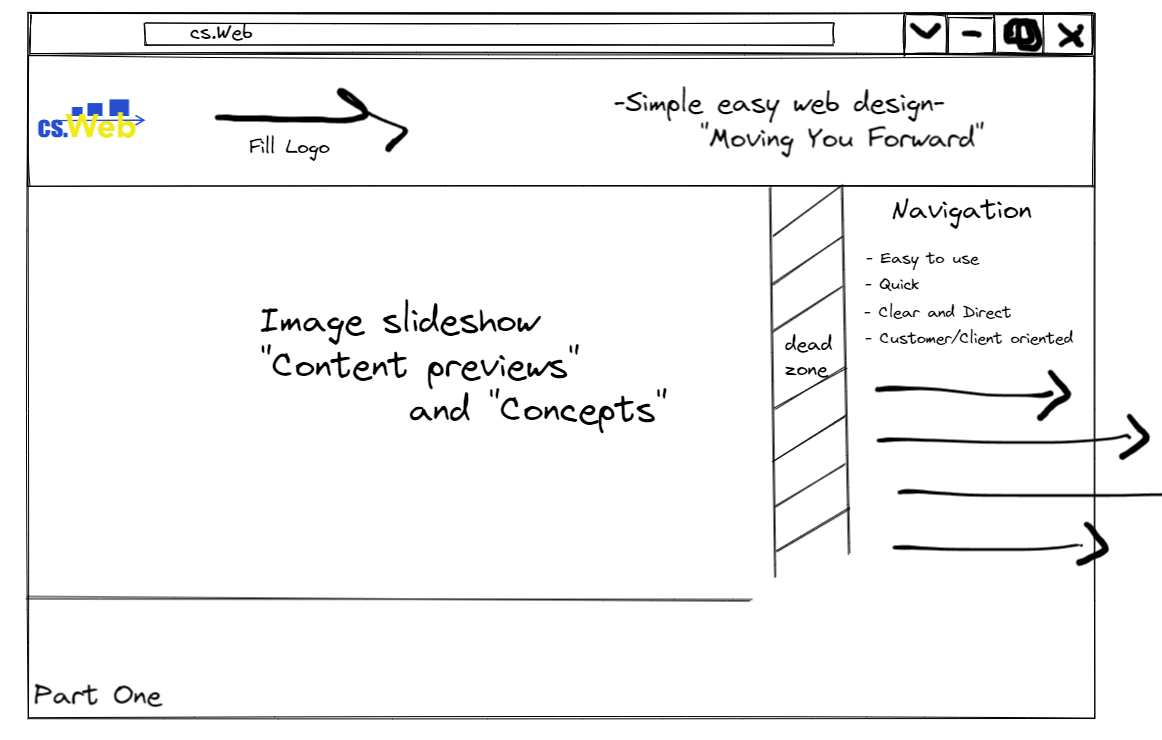 cs.Web
cs.Web
Fill Logo
-Simple easy web design-
"Moving You Forward"
Image slideshow
"Content previews"
and "Concepts"
dead
zone
Navigation
- Easy to use
- Quick
- Clear and Direct
- Customer/Client oriented
Part One